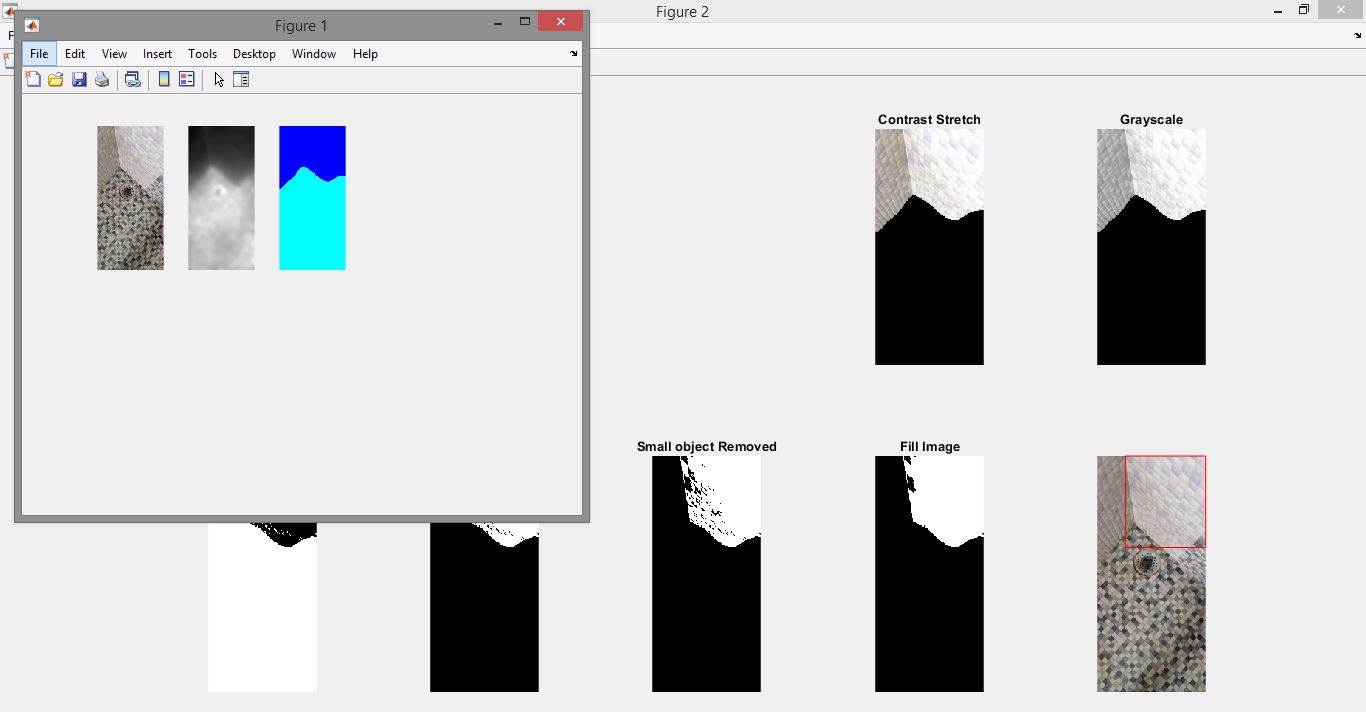 Figure 2
Figure 1
File Edit View Insert Tools Desktop Window Help
F
Contrast Stretch Grayscale
Small object Removed Fill Image